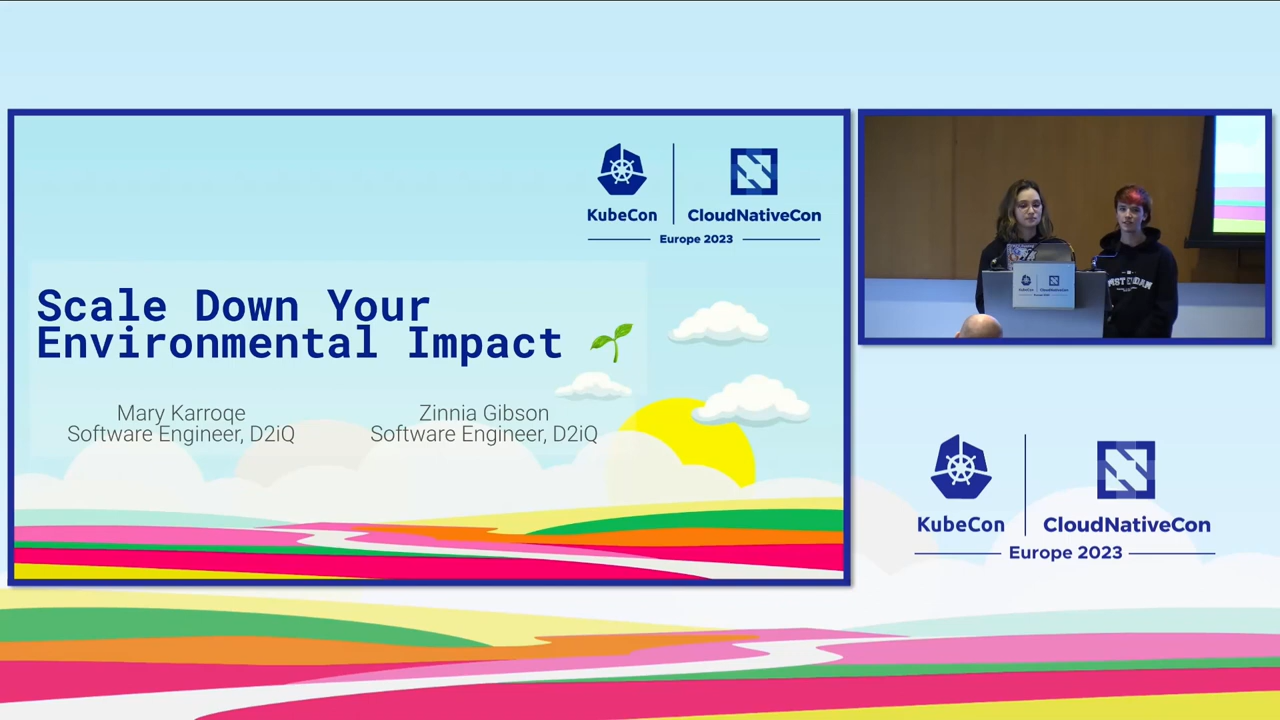 KubeCon
CloudNativeCon
Europe 2023
Scale Down Your
Environmental Impact
Mary Karroqe
Software Engineer, D2iQ
Zinnia Gibson
Software Engineer, D2iQ
KubeCon
CloudNativeCon
Europe 2023